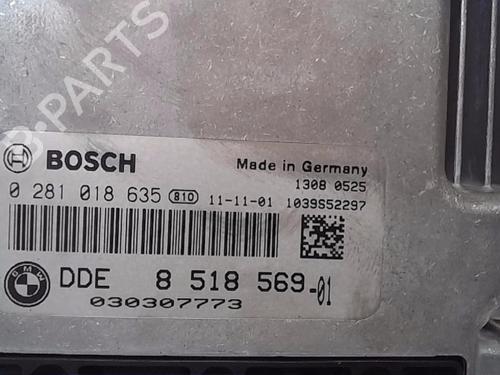 B-PARTS
BOSCH
Made in Germany
1308 0525
0 281 018 635 810 11-11-01 1039S52297
BMW
DDE 8 518 569-01
030307773